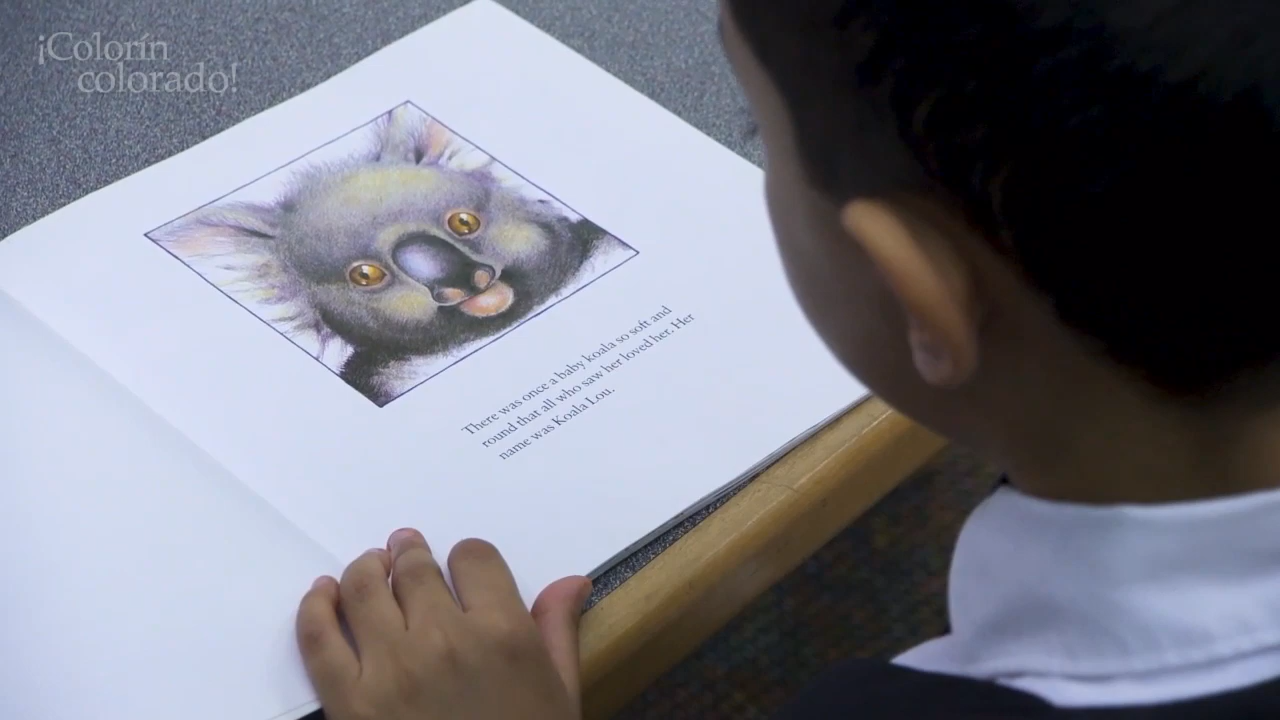 ¡Colorín
colorado!
There was once a baby koala so soft and
round that all who saw her loved her. Her
name was Koala Lou.